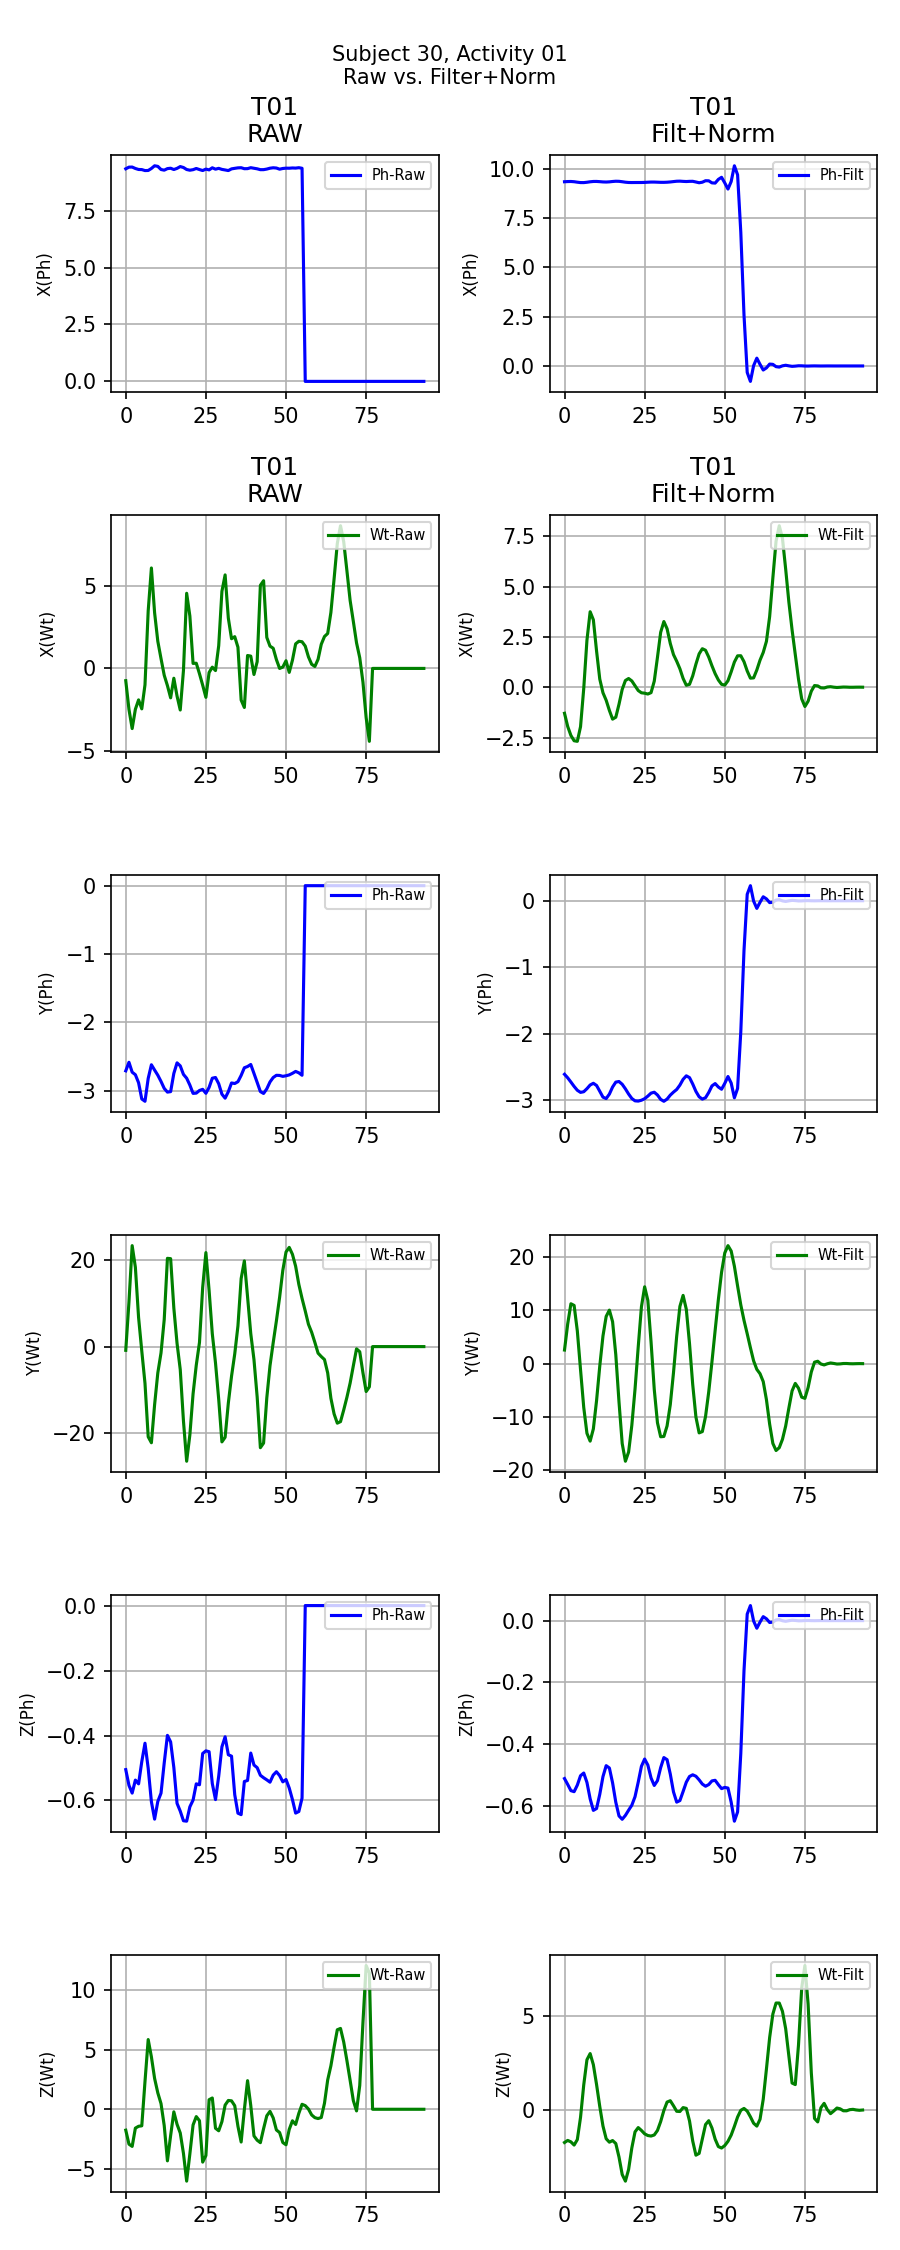 Subject 30, Activity 01
Raw vs. Filter+Norm
T01
RAW
T01
Filt+Norm
Ph-Raw
X(Ph)
7.5
5.0
2.5
0.0
0 25 50 75
Ph-Filt
X(Ph)
10.0
7.5
5.0
2.5
0.0
0 25 50 75
T01
RAW
T01
Filt+Norm
Wt-Raw
X(Wt)
5
0
−5
0 25 50 75
Wt-Filt
X(Wt)
7.5
5.0
2.5
0.0
−2.5
0 25 50 75
Ph-Raw
Y(Ph)
0
−1
−2
−3
0 25 50 75
Ph-Filt
Y(Ph)
0
−1
−2
−3
0 25 50 75
Wt-Raw
Y(Wt)
20
0
−20
0 25 50 75
Wt-Filt
Y(Wt)
20
10
0
−10
−20
0 25 50 75
Ph-Raw
Z(Ph)
0.0
−0.2
−0.4
−0.6
0 25 50 75
Ph-Filt
Z(Ph)
0.0
−0.2
−0.4
−0.6
0 25 50 75
Wt-Raw
Z(Wt)
10
5
0
−5
0 25 50 75
Wt-Filt
Z(Wt)
5
0
0 25 50 75